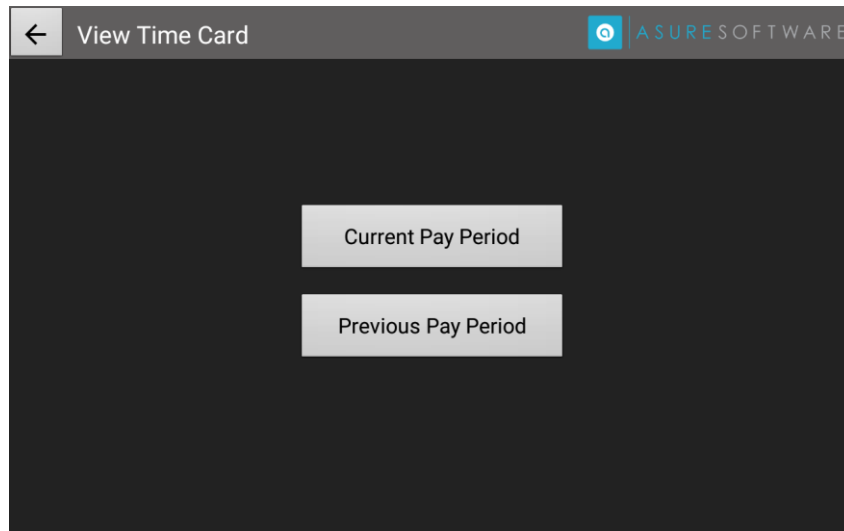 View Time Card
ASURESOFTWARE
Current Pay Period
Previous Pay Period